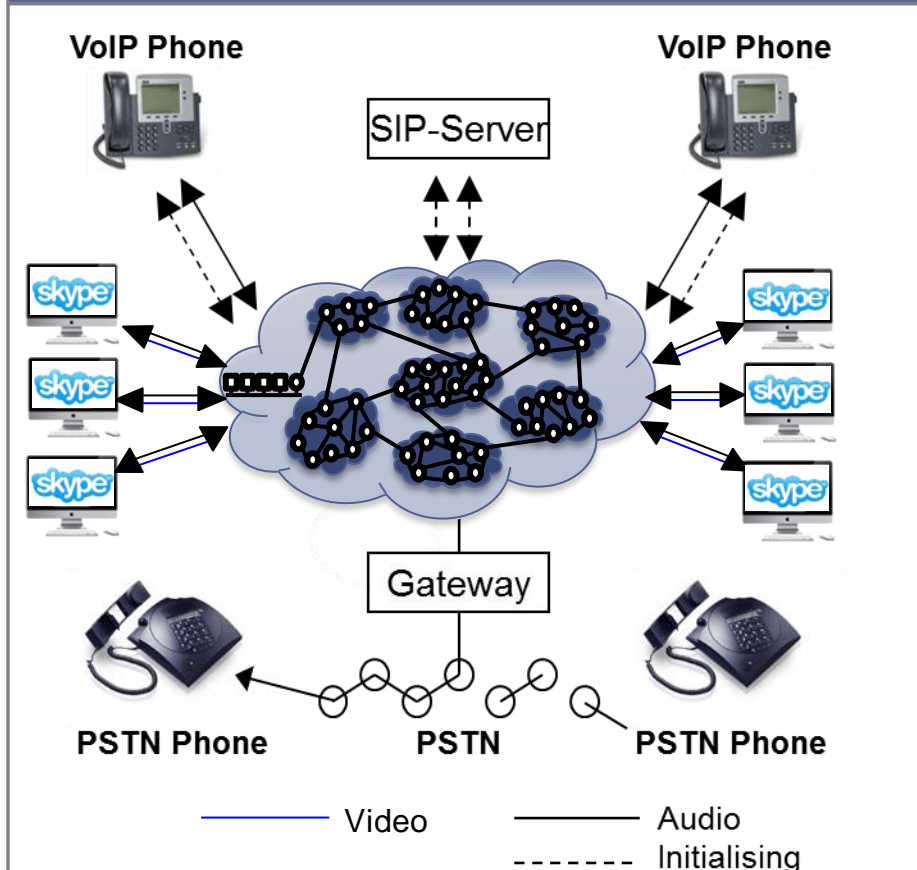 VoIP Phone
VoIP Phone
SIP-Server
skype
skype
skype
skype
skype
skype
Gateway
PSTN Phone
PSTN
PSTN Phone
Video
Audio
Initialising